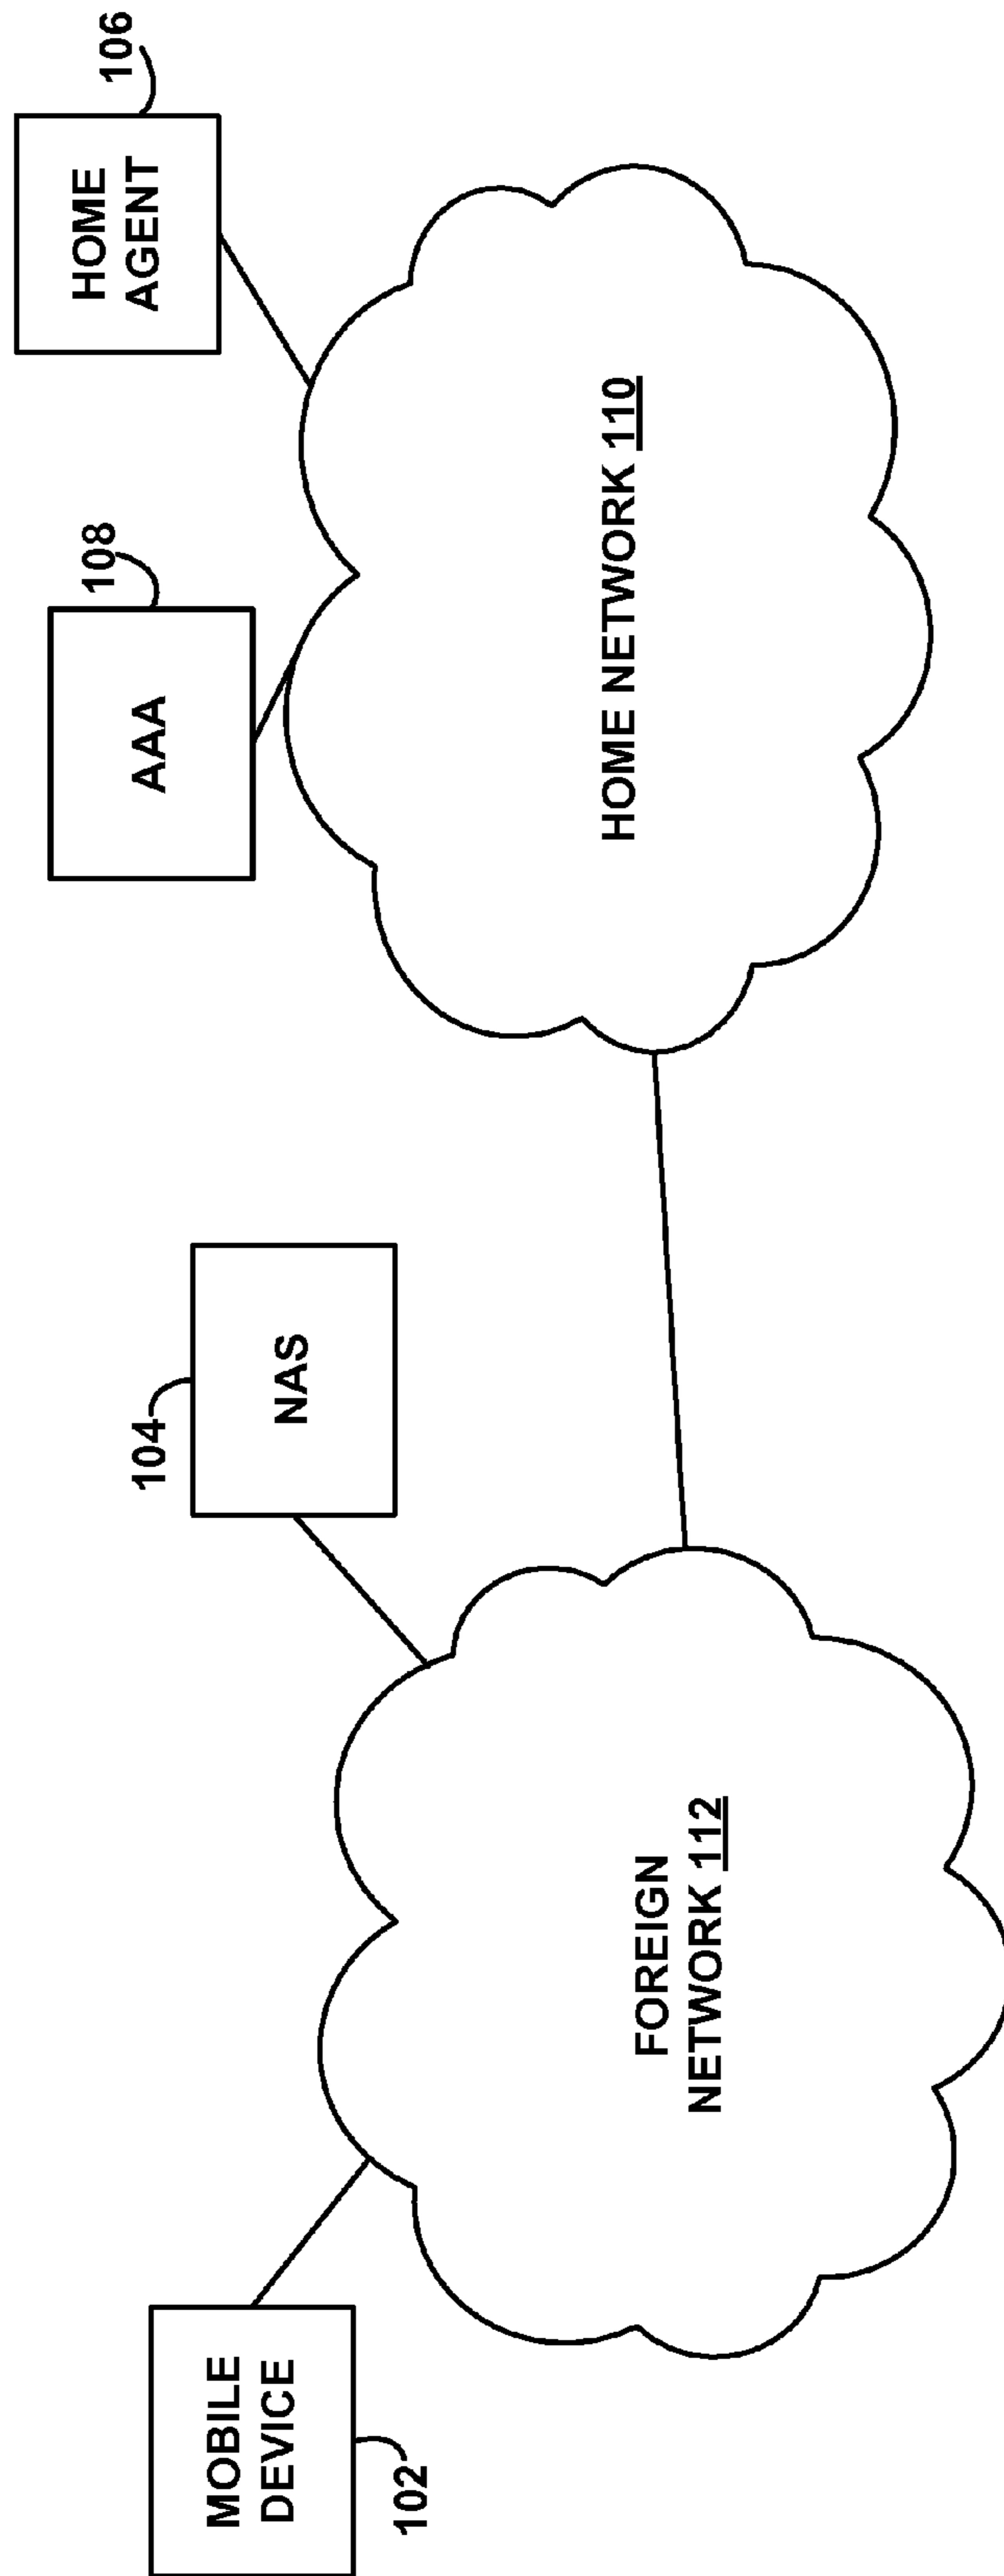 MOBILE
DEVICE
102
104
NAS
FOREIGN
NETWORK 112
AAA
108
HOME
AGENT
106
HOME NETWORK 110